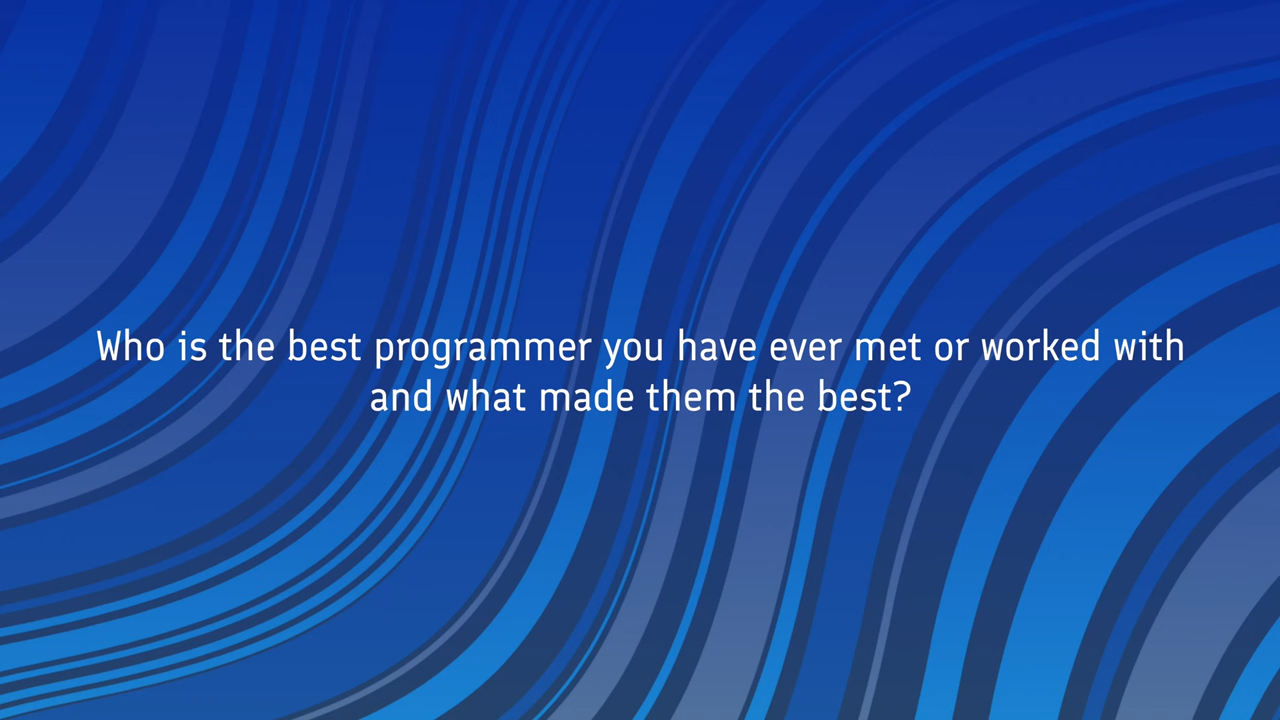 Who is the best programmer you have ever met or worked with
and what made them the best?